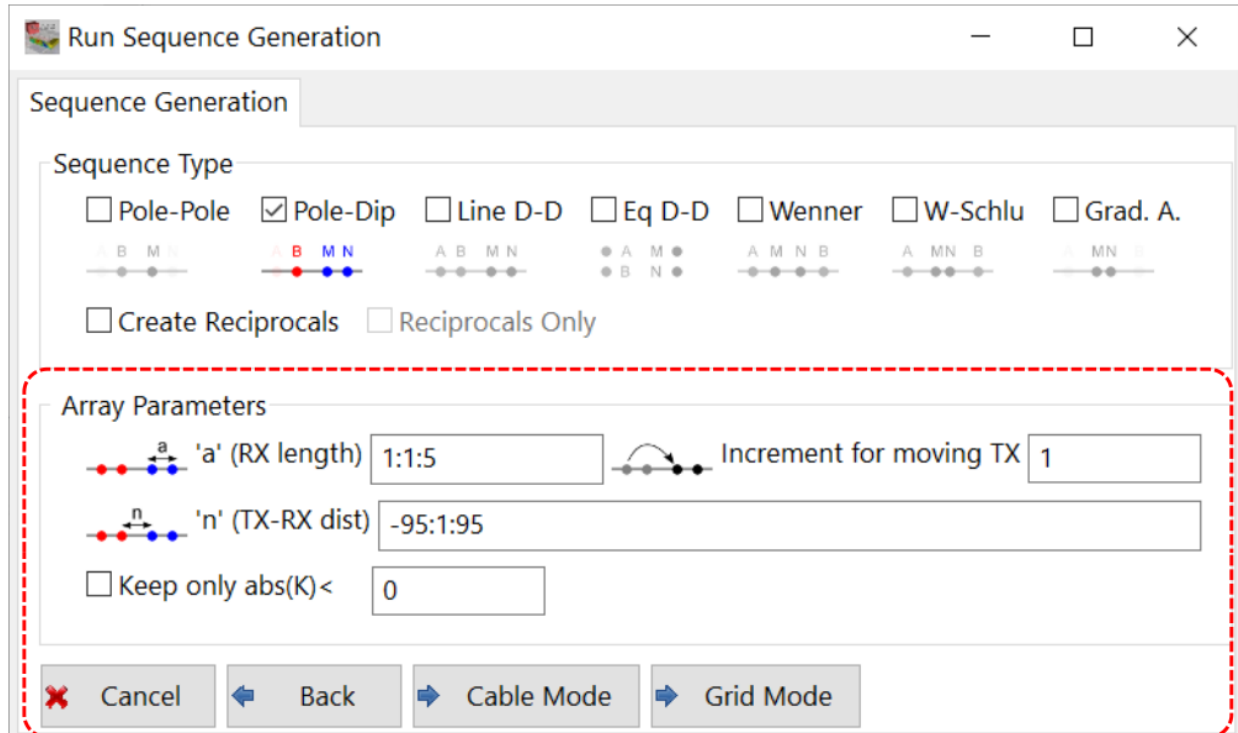 Run Sequence Generation
Sequence Generation
Sequence Type
Pole-Pole Pole-Dip Line D-D Eq D-D Wenner W-Schlu Grad. A.
A B M N A B M N A B M N A M A M N B A MN B A MN B
B N
Create Reciprocals Reciprocals Only
Array Parameters
a 'a' (RX length) 1:1:5 Increment for moving TX 1
n 'n' (TX-RX dist) -95:1:95
Keep only abs(K)< 0
Cancel Back Cable Mode Grid Mode